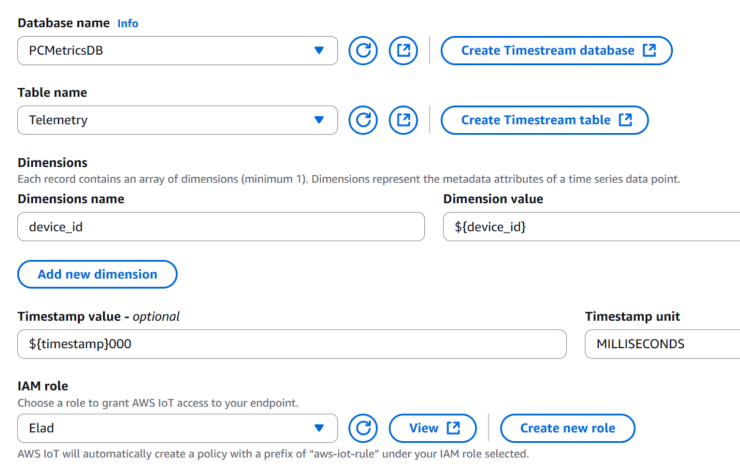 Database name Info
PCMetricsDB Create Timestream database
Table name
Telemetry Create Timestream table
Dimensions
Each record contains an array of dimensions (minimum 1). Dimensions represent the metadata attributes of a time series data point.
Dimensions name Dimension value
device_id ${device_id}
Add new dimension
Timestamp value - optional Timestamp unit
${timestamp}000 MILLISECONDS
IAM role
Choose a role to grant AWS IoT access to your endpoint.
Elad View Create new role
AWS IoT will automatically create a policy with a prefix of "aws-iot-rule" under your IAM role selected.